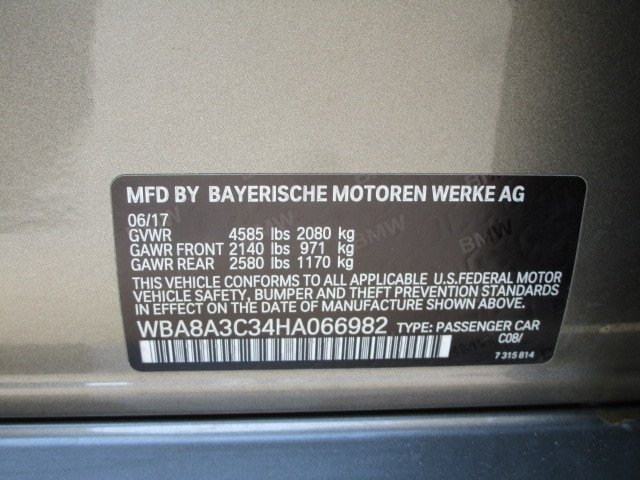 MFD BY BAYERISCHE MOTOREN WERKE AG
06/17
GVWR 4585 lbs 2080 kg
GAWR FRONT 2140 lbs 971 kg
GAWR REAR 2580 lbs 1170 kg
THIS VEHICLE CONFORMS TO ALL APPLICABLE U.S.FEDERAL MOTOR
VEHICLE SAFETY, BUMPER, AND THEFT PREVENTION STANDARDS
IN EFFECT ON THE DATE OF MANUFACTURE SHOWN ABOVE.
WBA8A3C34HA066982 TYPE: PASSENGER CAR
C08/
7 315 814